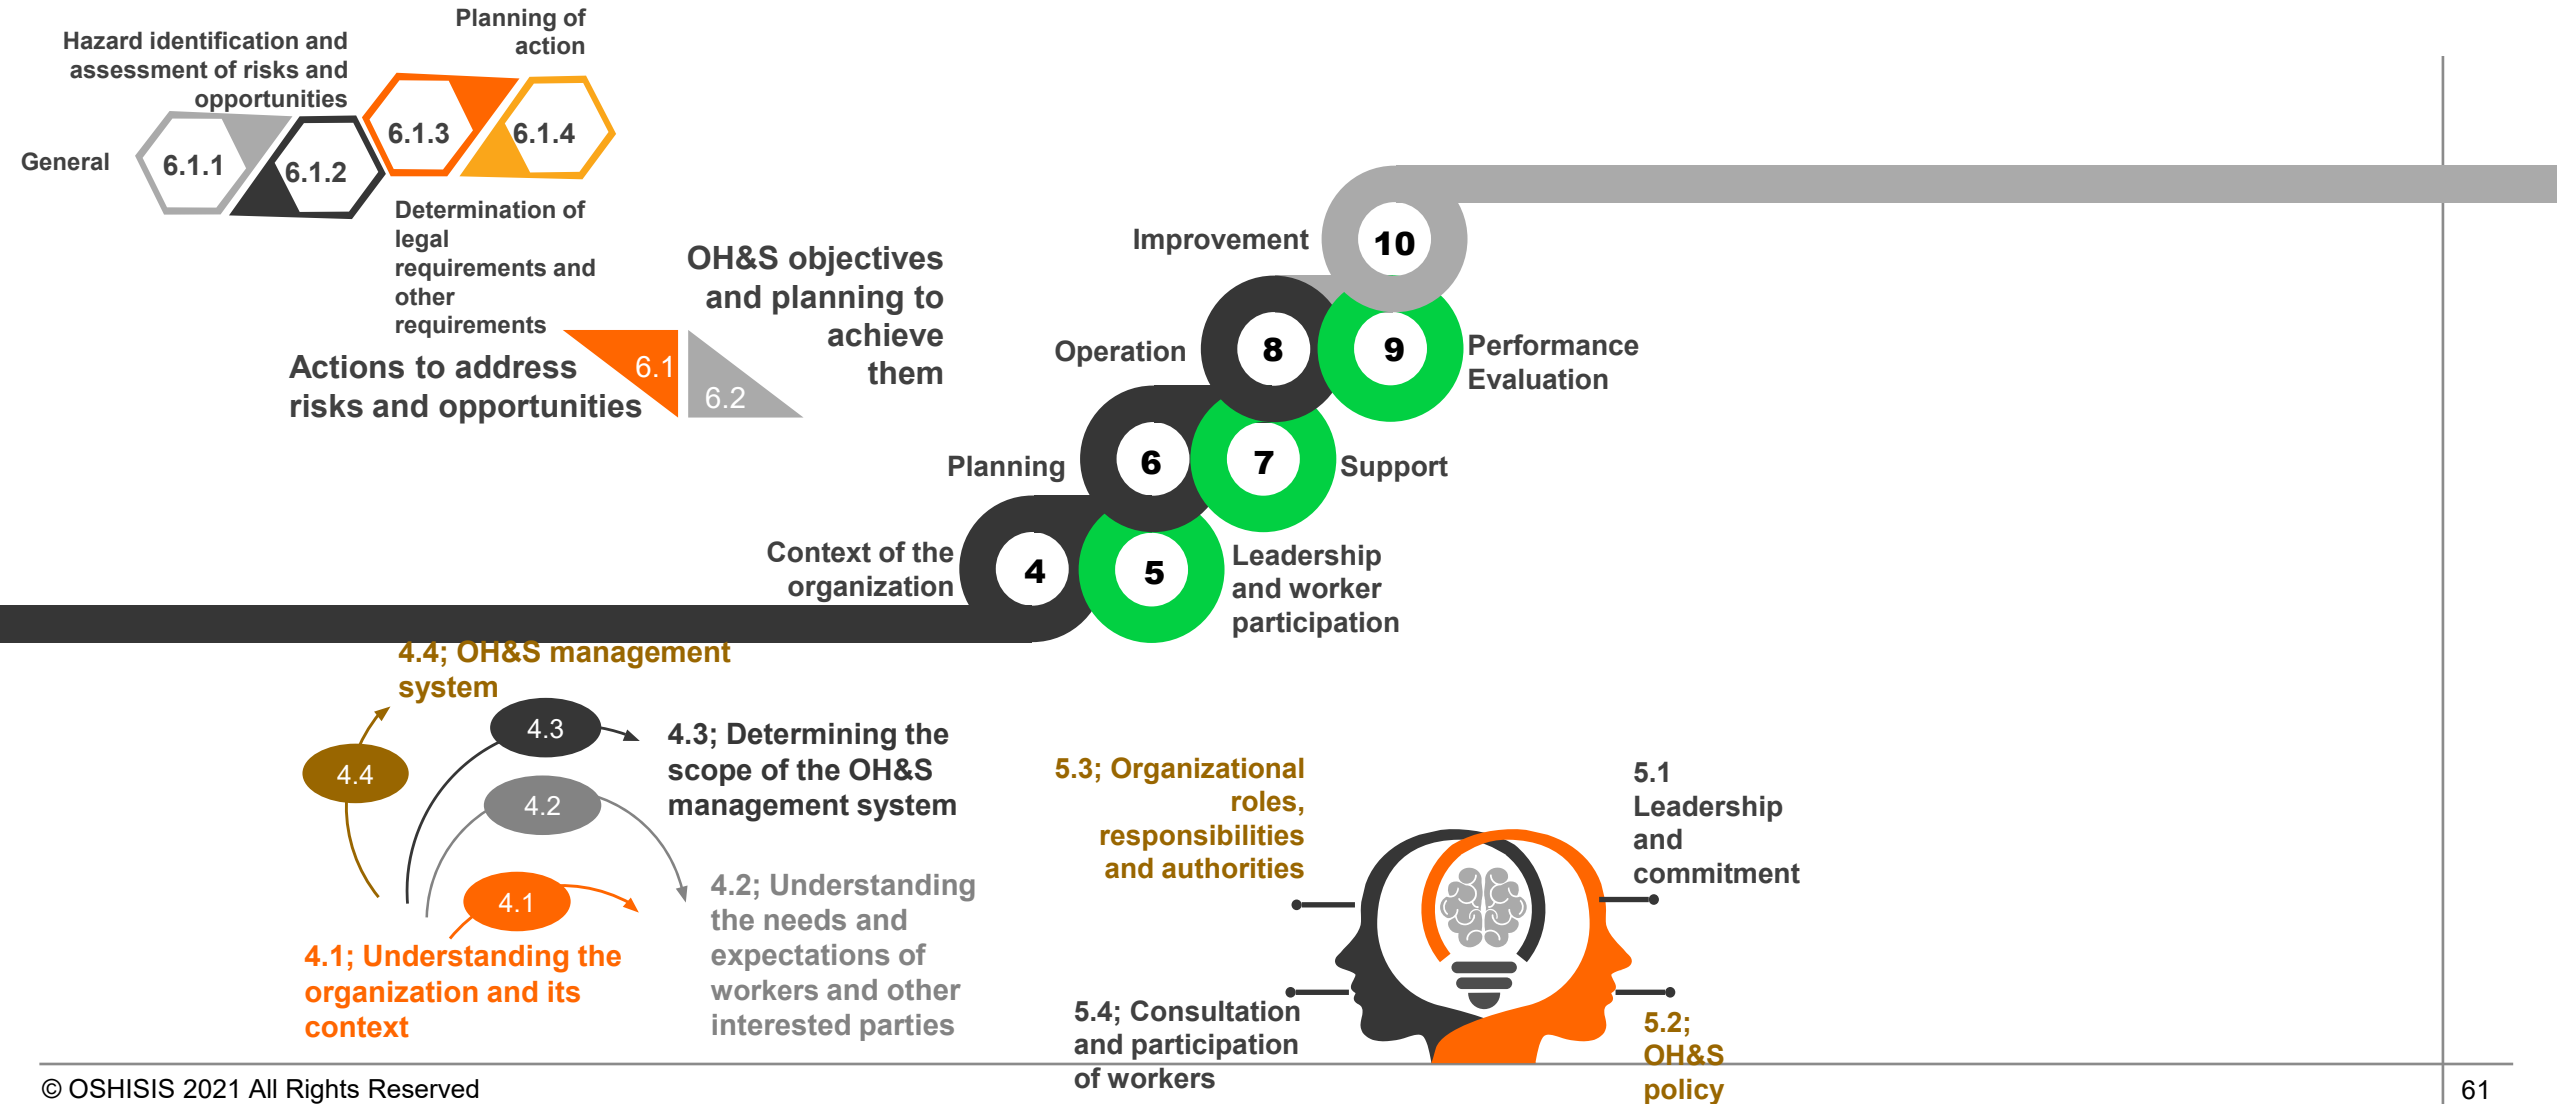 Planning of
action
Hazard identification and
assessment of risks and
opportunities
6.1.3
6.1.4
General
6.1.1
6.1.2
Determination of
legal
requirements and
other
requirements
OH&S objectives
and planning to
achieve
them
Actions to address
risks and opportunities
6.1
6.2
Improvement
10
Operation
8
9
Performance
Evaluation
Planning
6
7
Support
Context of the
organization
4
5
Leadership
and worker
participation
4.4; OH&S management
system
4.3
4.4
4.2
4.1
4.3; Determining the
scope of the OH&S
management system
4.2; Understanding
the needs and
expectations of
workers and other
interested parties
4.1; Understanding the
organization and its
context
5.3; Organizational
roles,
responsibilities
and authorities
5.1
Leadership
and
commitment
5.4; Consultation
and participation
of workers
5.2;
OH&S
policy
© OSHISIS 2021 All Rights Reserved
61